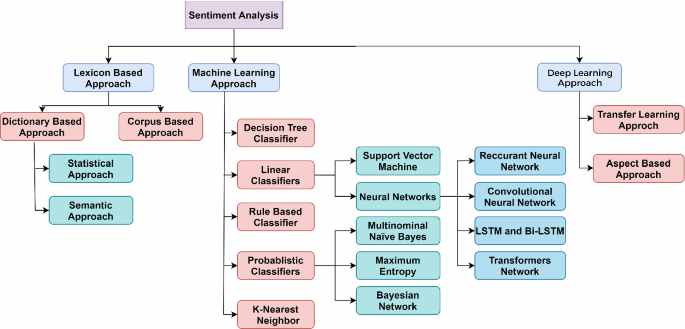 Sentiment Analysis
Lexicon Based
Approach
Machine Learning
Approach
Deep Learning
Approach
Dictionary Based
Approach
Corpus Based
Approach
Statistical
Approach
Semantic
Approach
Decision Tree
Classifier
Linear
Classifiers
Rule Based
Classifier
Probablistic
Classifiers
K-Nearest
Neighbor
Support Vector
Machine
Neural Networks
Multinominal
Naïve Bayes
Maximum
Entropy
Bayesian
Network
Reccurant Neural
Network
Convolutional
Neural Network
LSTM and Bi-LSTM
Transformers
Network
Transfer Learning
Approch
Aspect Based
Approach